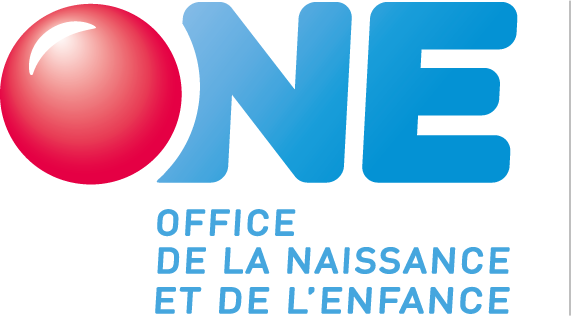 ONE
OFFICE
DE LA NAISSANCE
ET DE L'ENFANCE